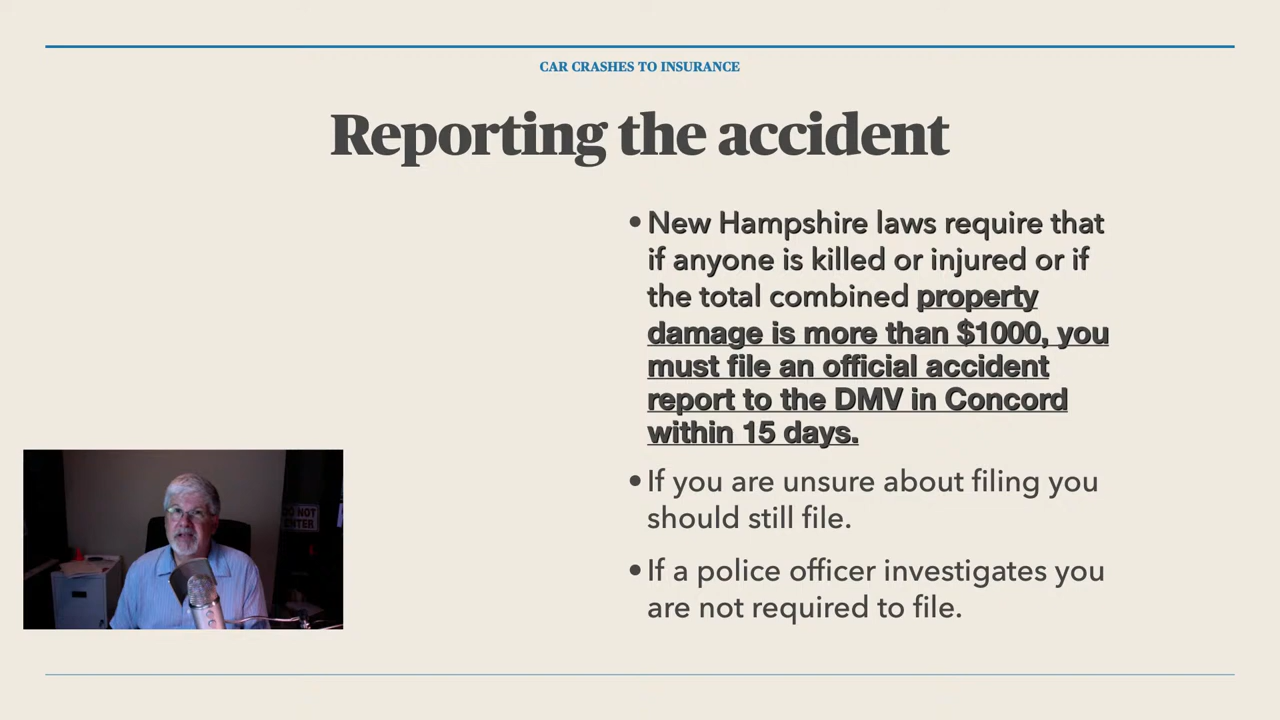 CAR CRASHES TO INSURANCE
Reporting the accident
• New Hampshire laws require that
if anyone is killed or injured or if
the total combined property
damage is more than $1000, you
must file an official accident
report to the DMV in Concord
within 15 days.
• If you are unsure about filing you
should still file.
• If a police officer investigates you
are not required to file.
DO NOT
ENTER